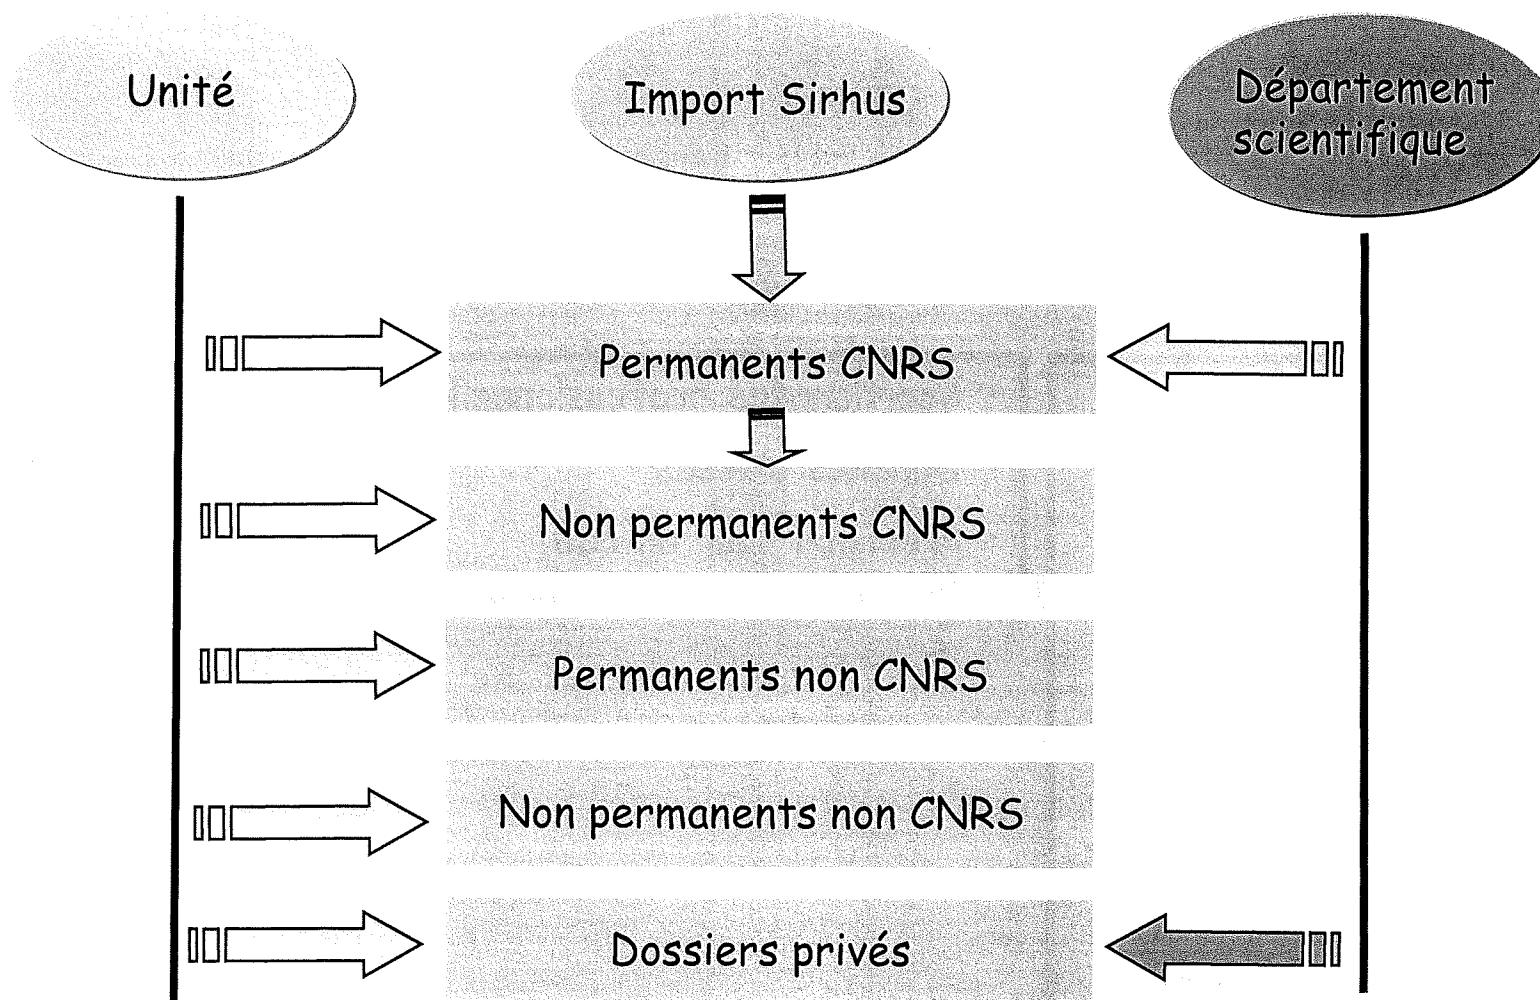 Unité
Import Sirhus
Département
scientifique
Permanents CNRS
Non permanents CNRS
Permanents non CNRS
Non permanents non CNRS
Dossiers privés